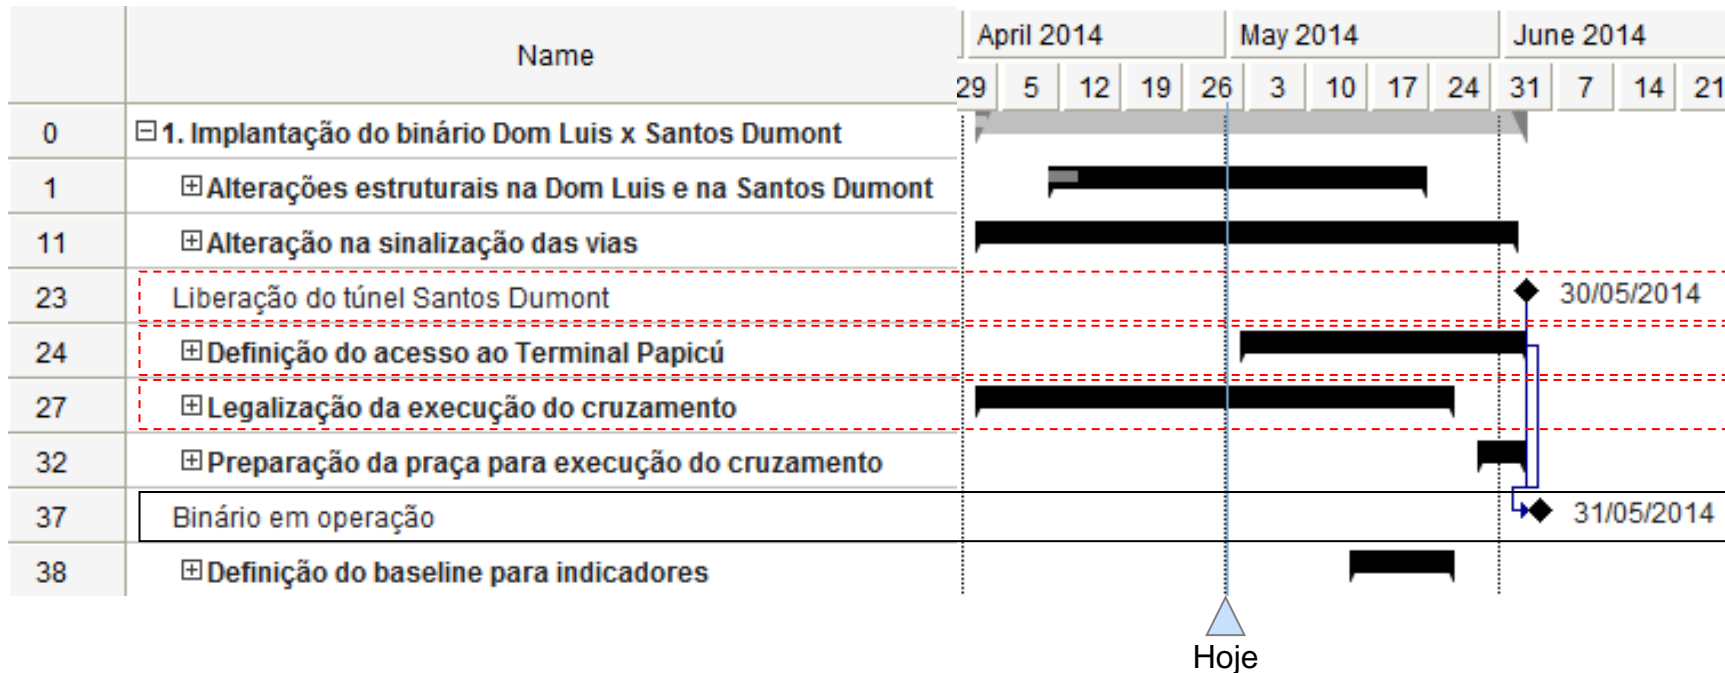 Name
April 2014 May 2014 June 2014
29 5 12 19 26 3 10 17 24 31 7 14 21
0 1. Implantação do binário Dom Luis x Santos Dumont
1 Alterações estruturais na Dom Luis e na Santos Dumont
11 Alteração na sinalização das vias
23 Liberação do túnel Santos Dumont 30/05/2014
24 Definição do acesso ao Terminal Papicú
27 Legalização da execução do cruzamento
32 Preparação da praça para execução do cruzamento
37 Binário em operação 31/05/2014
38 Definição do baseline para indicadores
Hoje